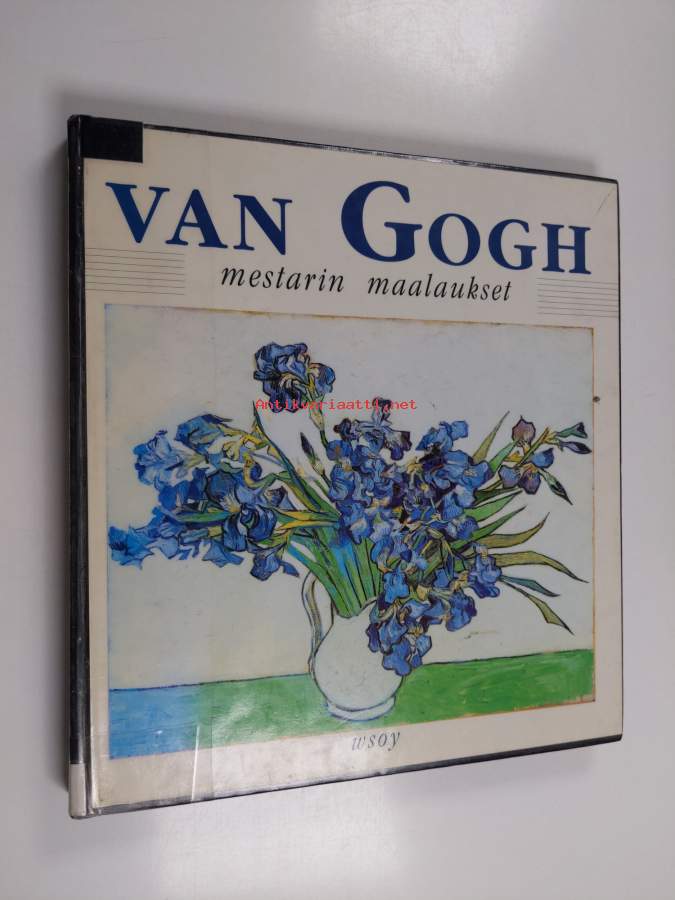 VAN GOGH
mestarin maalaukset
Antikvariaatti.net
wsoy